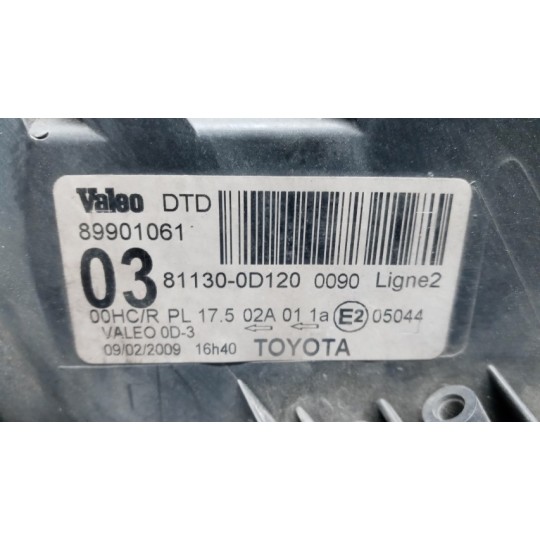 Valeo DTD
89901061
03 81130-0D120 0090 Ligne2
00HC/R PL 17.5 02A 01 1a E2 05044
VALEO 0D-3
09/02/2009 16h40 TOYOTA